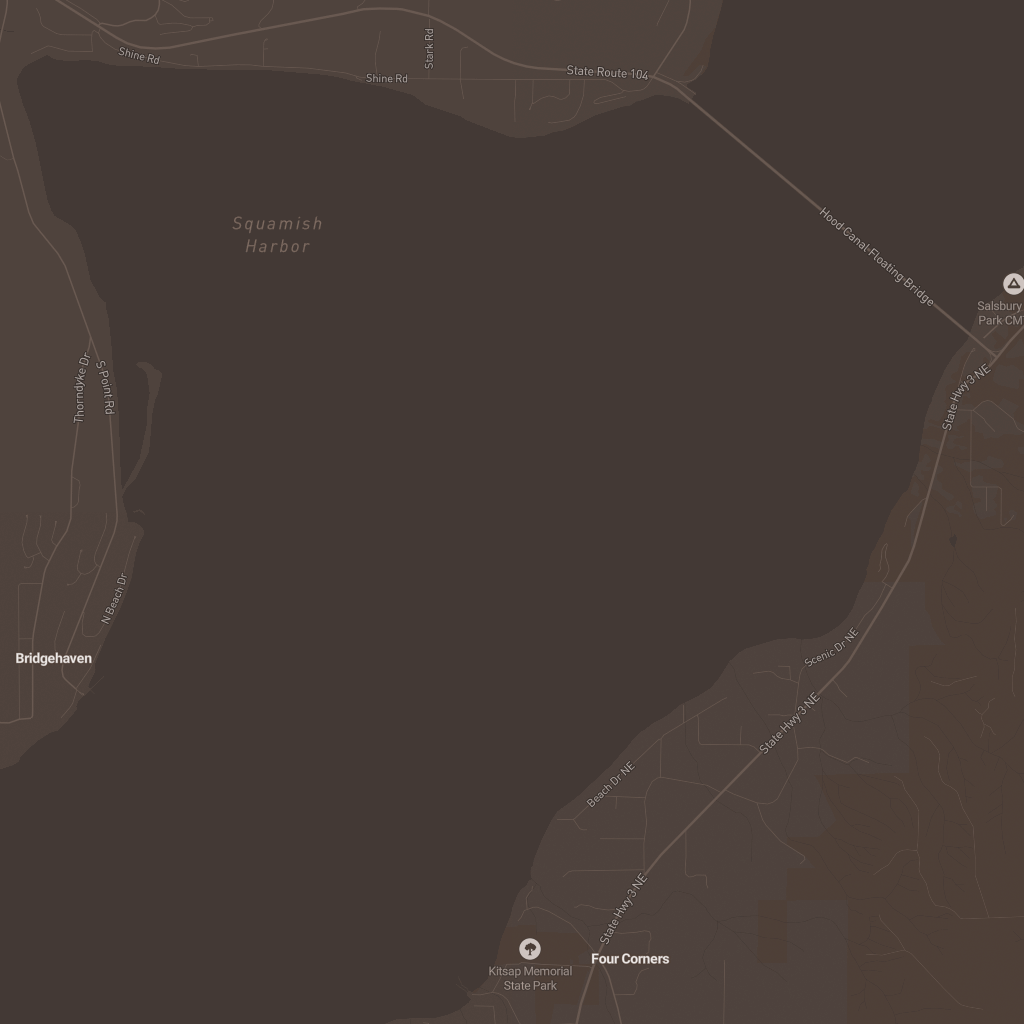 Shine Rd
Stark Rd
Shine Rd
State Route 104
Squamish
Harbor
Hood Canal Floating Bridge
Salsbury
Park CMT
Thorndyke Dr
S Point Rd
State Hwy 3 NE
N Beach Dr
Scenic Dr NE
Bridgehaven
State Hwy 3 NE
Beach Dr NE
State Hwy 3 NE
Four Corners
Kitsap Memorial
State Park